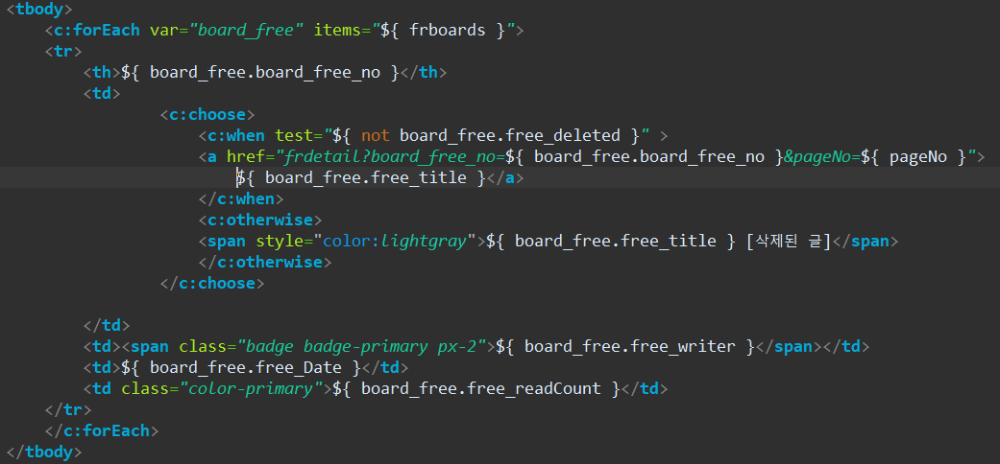 <tbody>
<c:forEach var="board_free" items="${ frboards }">
<tr>
<th>${ board_free.board_free_no }</th>
<td>
<c:choose>
<c:when test="${ not board_free.free_deleted }" >
<a href="frdetail?board_free_no=${ board_free.board_free_no }&pageNo=${ pageNo }">
${ board_free.free_title }</a>
</c:when>
<c:otherwise>
<span style="color:lightgray">${ board_free.free_title } [삭제된 글]</span>
</c:otherwise>
</c:choose>
</td>
<td><span class="badge badge-primary px-2">${ board_free.free_writer }</span></td>
<td>${ board_free.free_Date }</td>
<td class="color-primary">${ board_free.free_readCount }</td>
</tr>
</c:forEach>
</tbody>